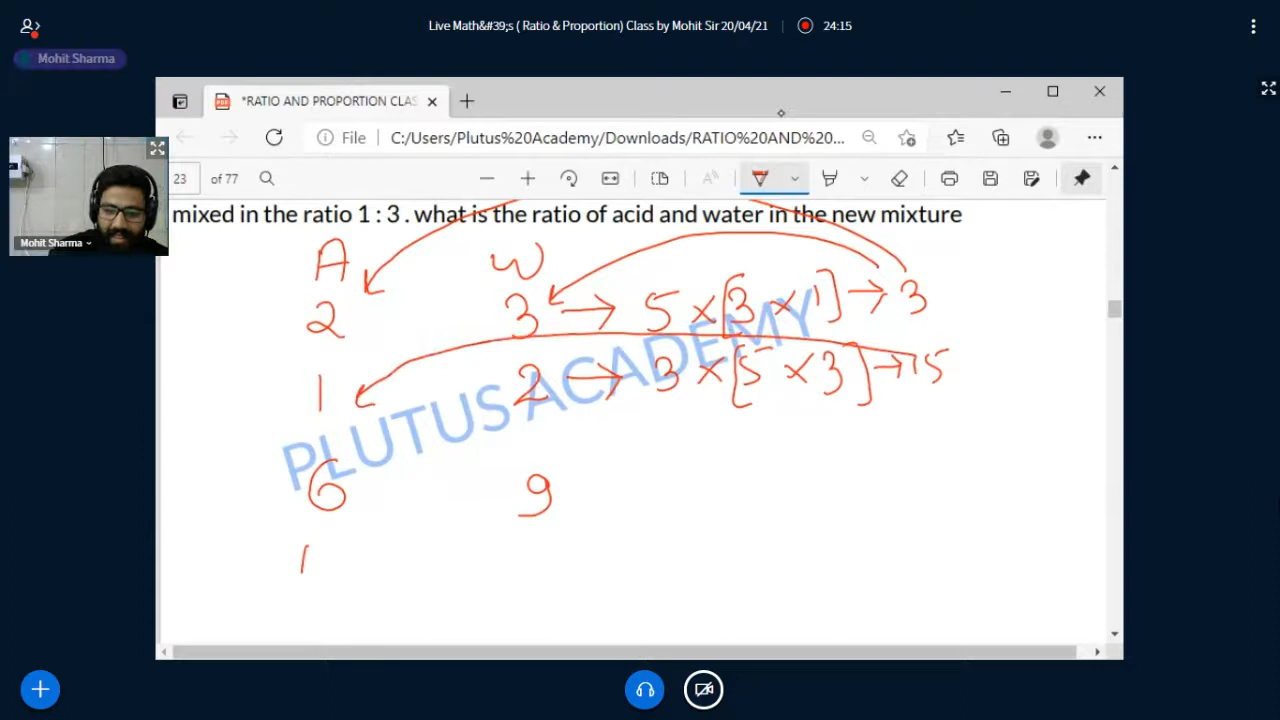 Live Math&#39;s ( Ratio & Proportion) Class by Mohit Sir 20/04/21 24:15
Mohit Sharma
*RATIO AND PROPORTION CLAS
File C:/Users/Plutus%20Academy/Downloads/RATIO%20AND%20...
23 of 77
Mohit Sharma
mixed in the ratio 1 : 3 . what is the ratio of acid and water in the new mixture
A W
2 3 → 5 × [3 × 1] → 3
1 2 → 3 × [5 × 3] → 15
PLUTUS ACADEMY
6 9
1